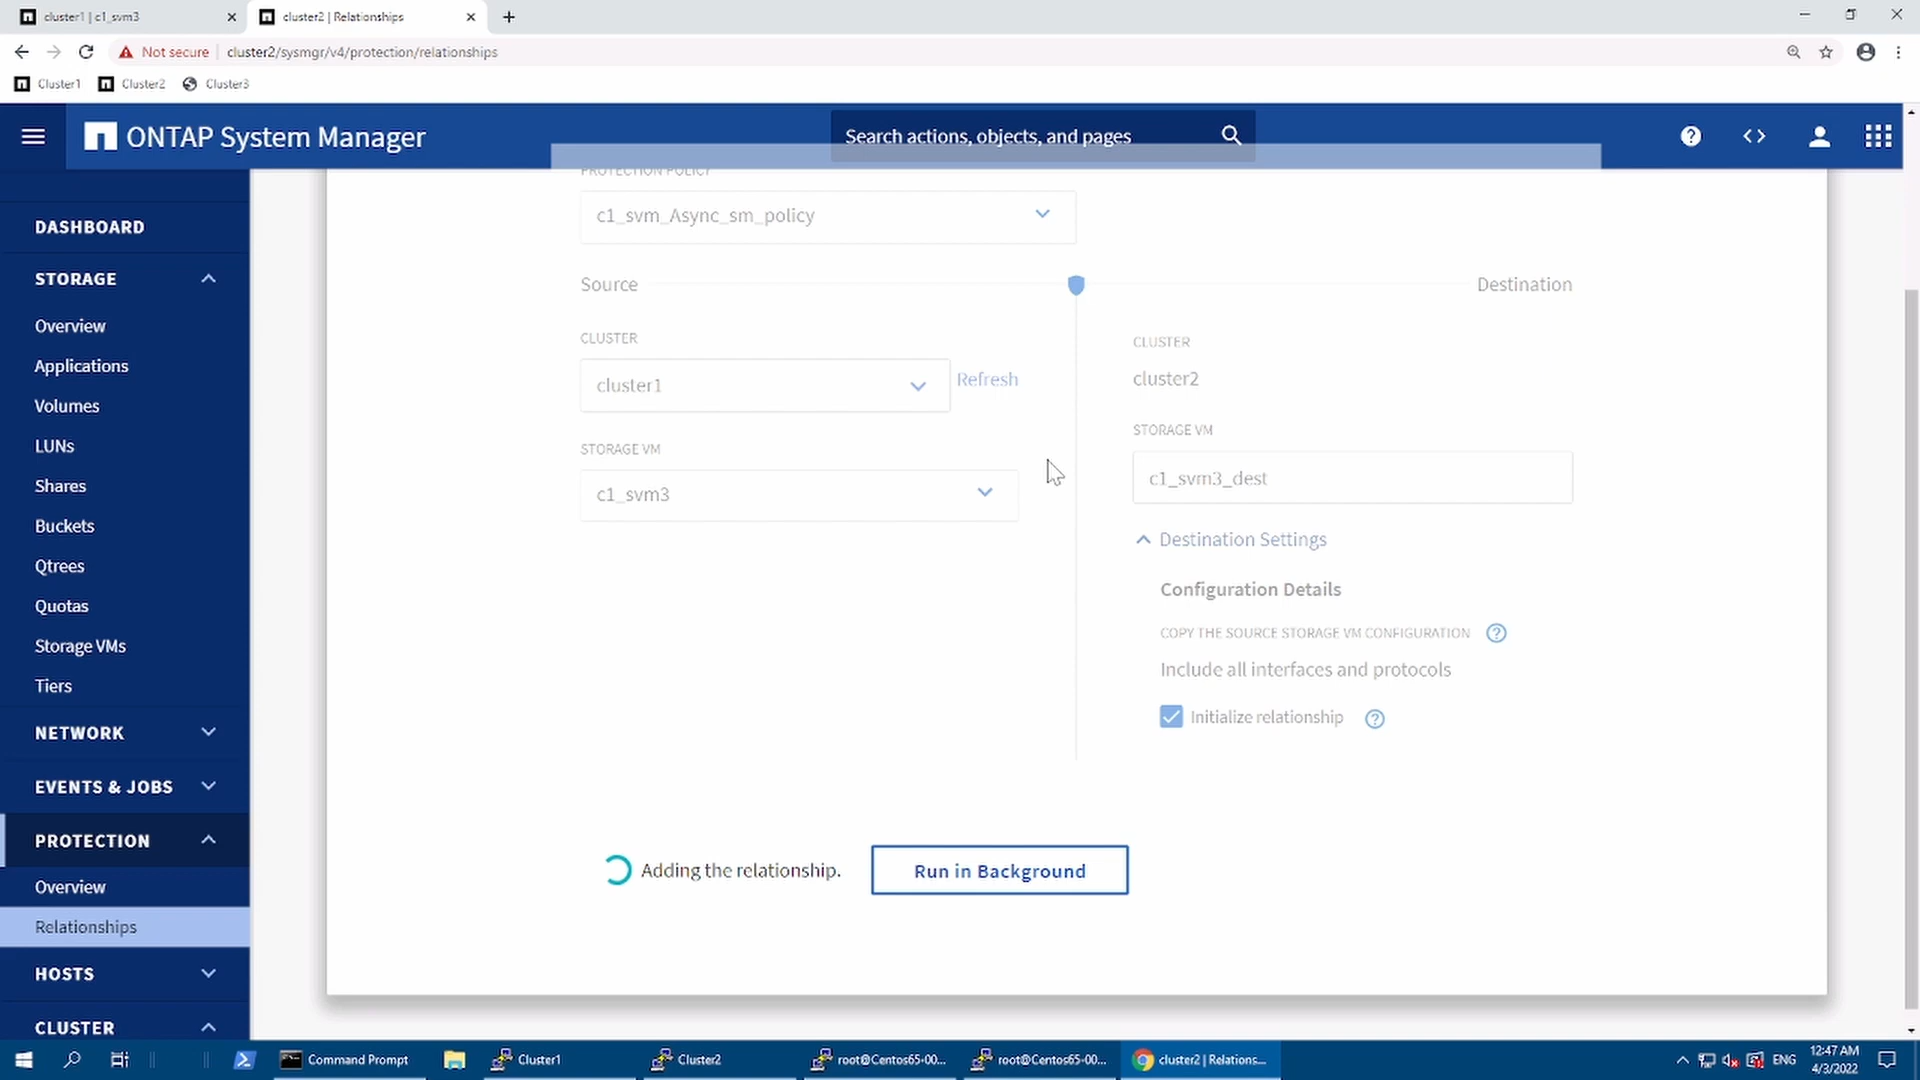 cluster1 | c1_svm3
cluster2 | Relationships
Not secure
cluster2/sysmgr/v4/protection/relationships
Cluster1
Cluster2
Cluster3
ONTAP System Manager
Search actions, objects, and pages
DASHBOARD
STORAGE
Overview
Applications
Volumes
LUNs
Shares
Buckets
Qtrees
Quotas
Storage VMs
Tiers
NETWORK
EVENTS & JOBS
PROTECTION
Overview
Relationships
HOSTS
CLUSTER
PROTECTION POLICY
c1_svm_Async_sm_policy
Source
Destination
CLUSTER
cluster1
Refresh
STORAGE VM
c1_svm3
CLUSTER
cluster2
STORAGE VM
c1_svm3_dest
Destination Settings
Configuration Details
COPY THE SOURCE STORAGE VM CONFIGURATION
Include all interfaces and protocols
Initialize relationship
Adding the relationship.
Run in Background
Command Prompt
Cluster1
Cluster2
root@Centos65-00...
root@Centos65-00...
cluster2 | Relations...
ENG
12:47 AM
4/3/2022